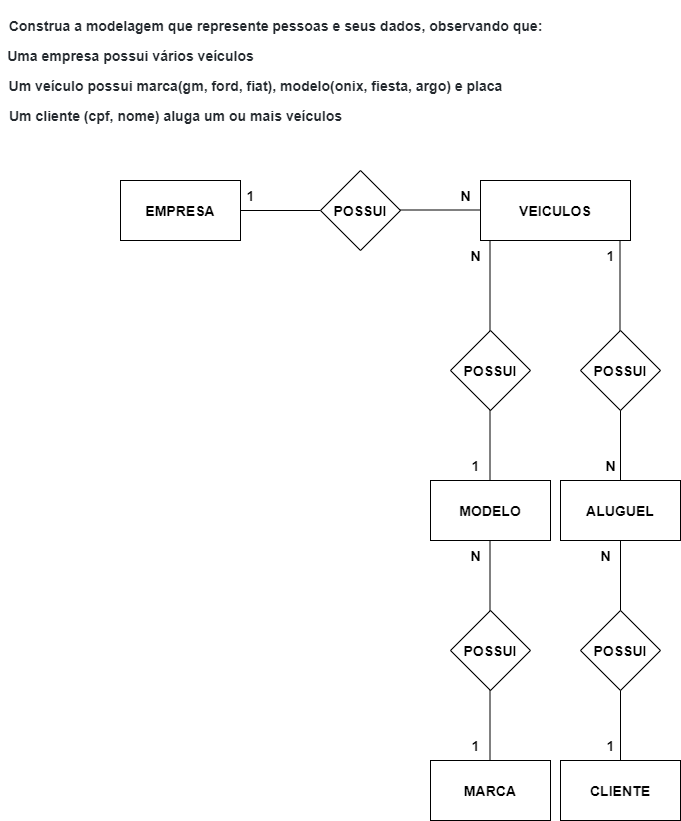 Construa a modelagem que represente pessoas e seus dados, observando que:
Uma empresa possui vários veículos
Um veículo possui marca(gm, ford, fiat), modelo(onix, fiesta, argo) e placa
Um cliente (cpf, nome) aluga um ou mais veículos
EMPRESA 1 POSSUI N VEICULOS
N 1
POSSUI POSSUI
1 N
MODELO ALUGUEL
N N
POSSUI POSSUI
1 1
MARCA CLIENTE